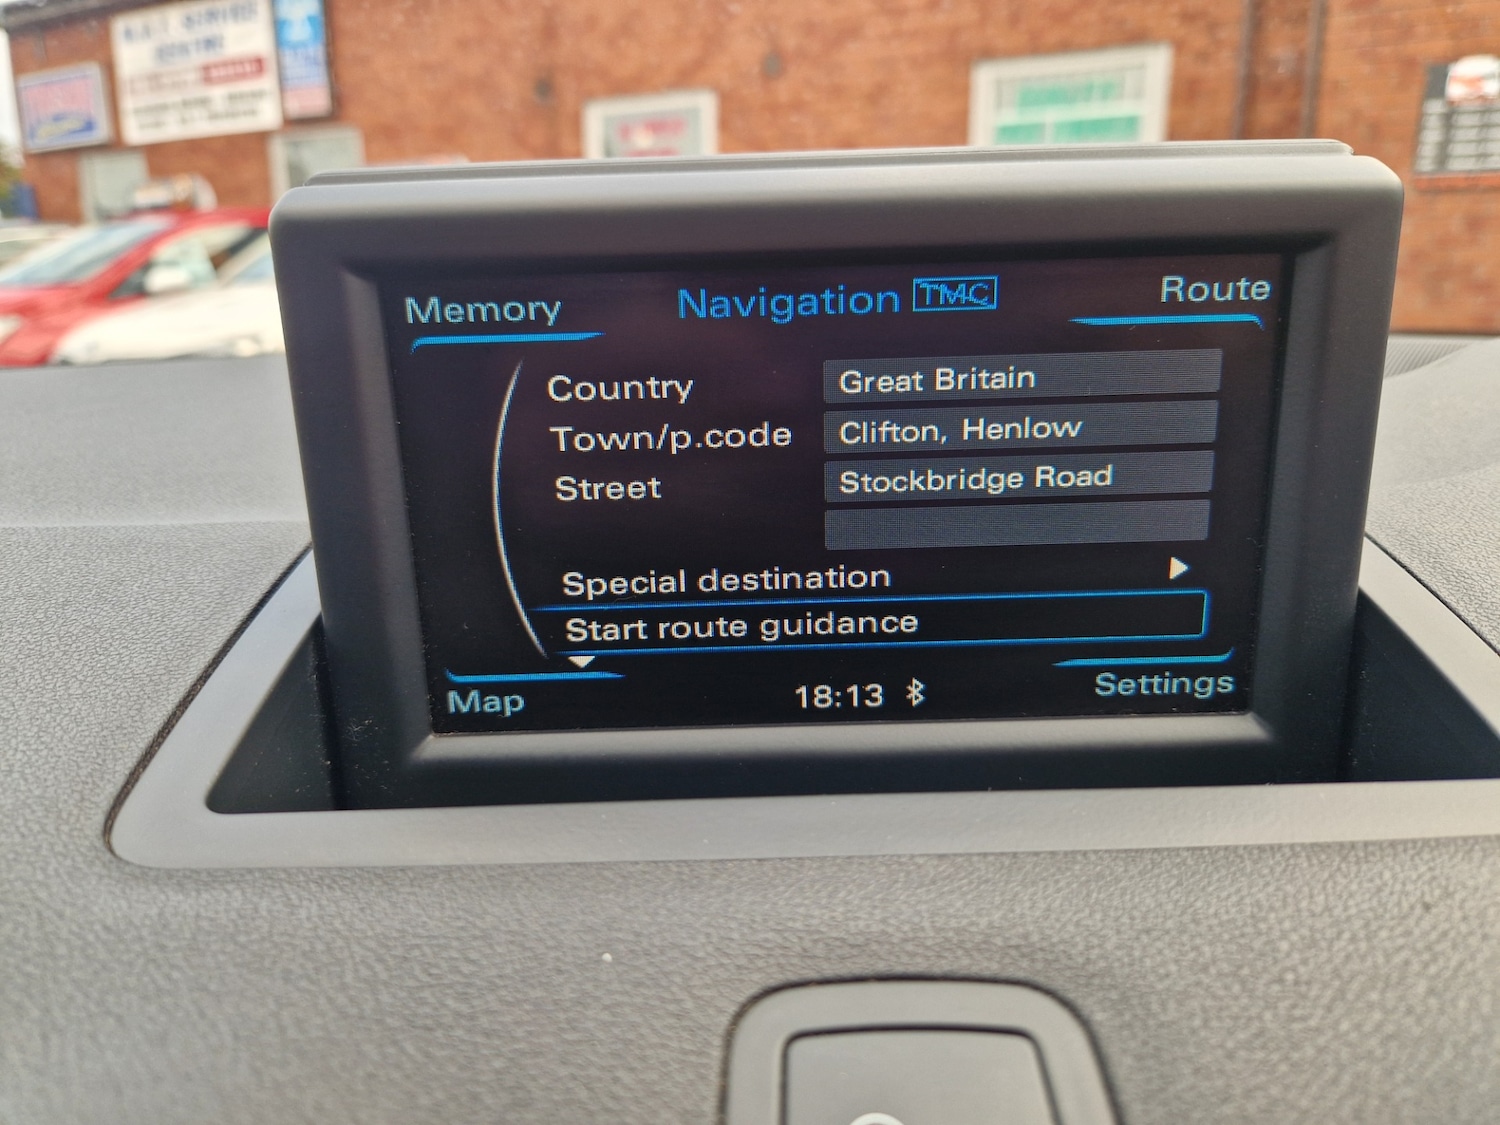 Memory
Navigation TMC
Route
Country Great Britain
Town/p.code Clifton, Henlow
Street Stockbridge Road
Special destination
Start route guidance
Map
18:13
Settings